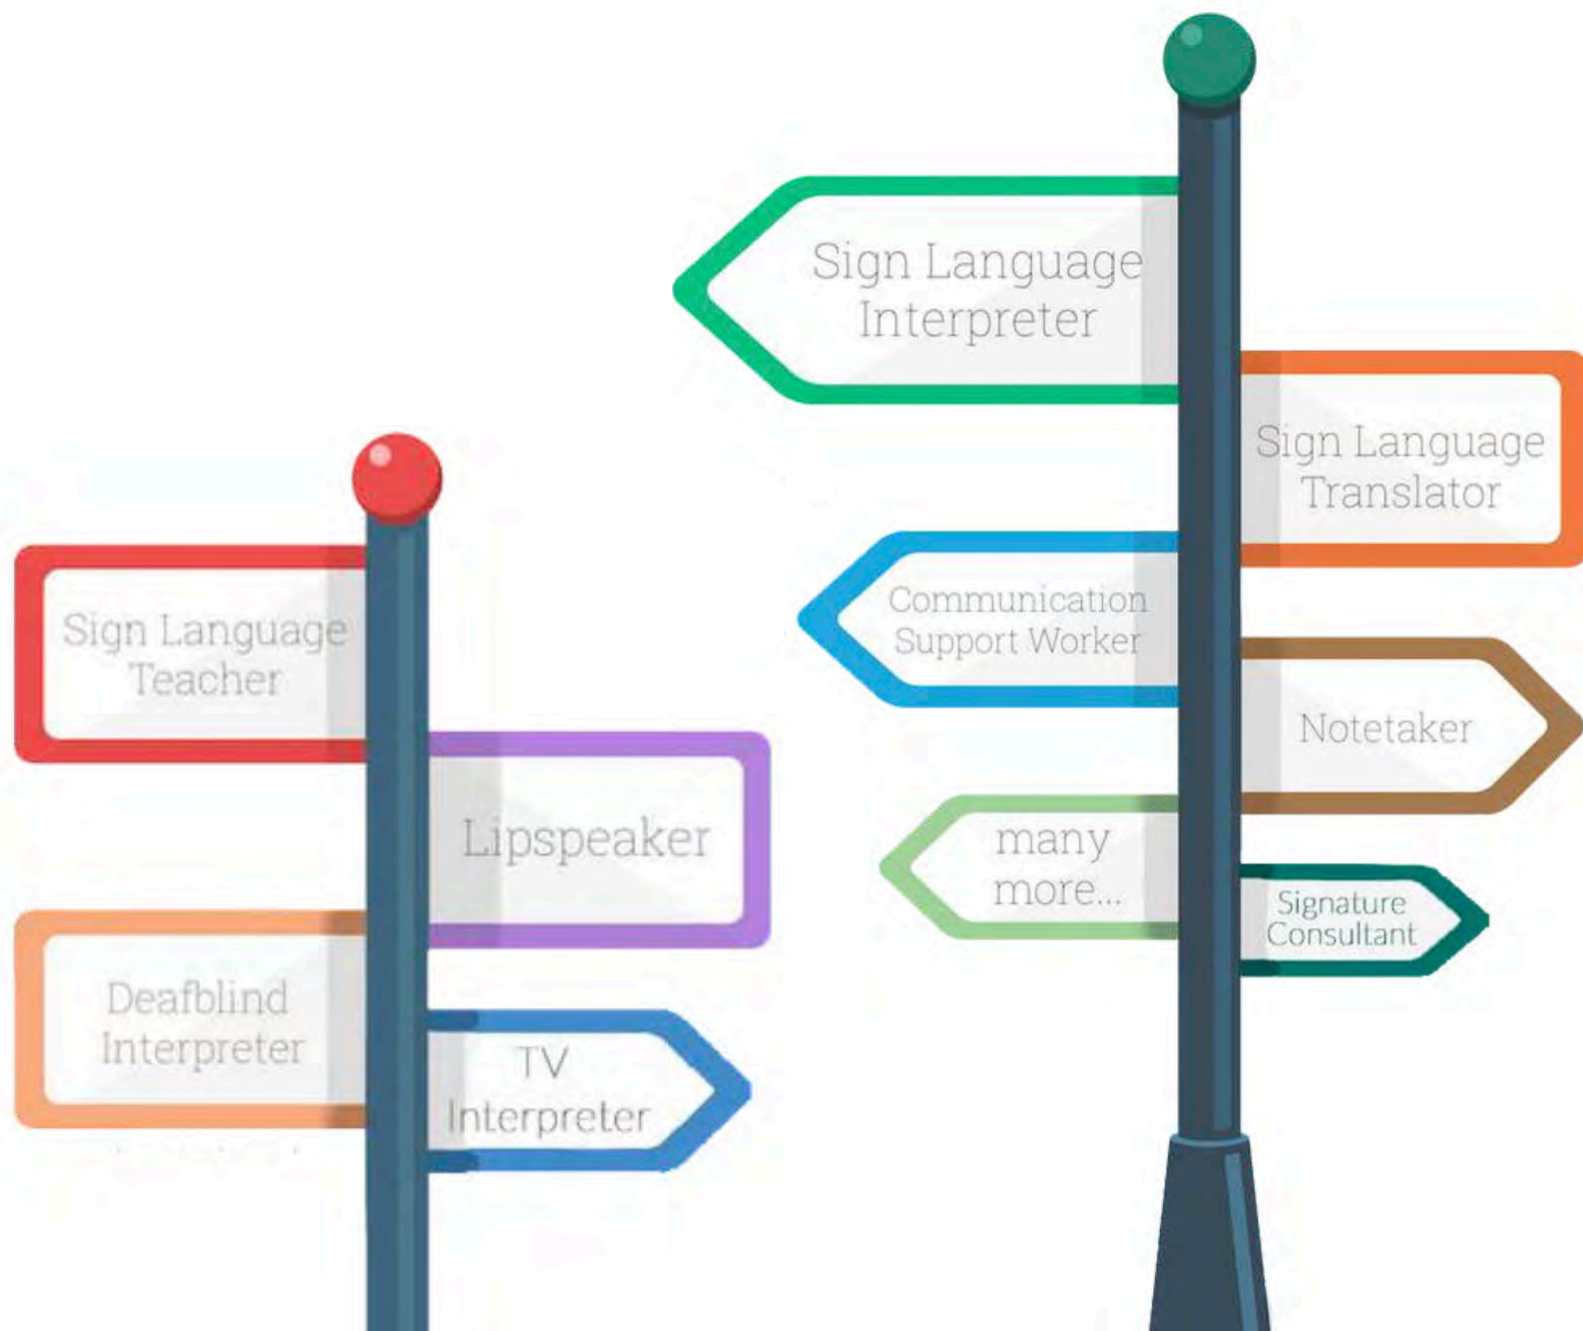 Sign Language
Interpreter
Sign Language
Translator
Communication
Support Worker
Notetaker
many
more...
Signature
Consultant
Sign Language
Teacher
Lipspeaker
Deafblind
Interpreter
TV
Interpreter